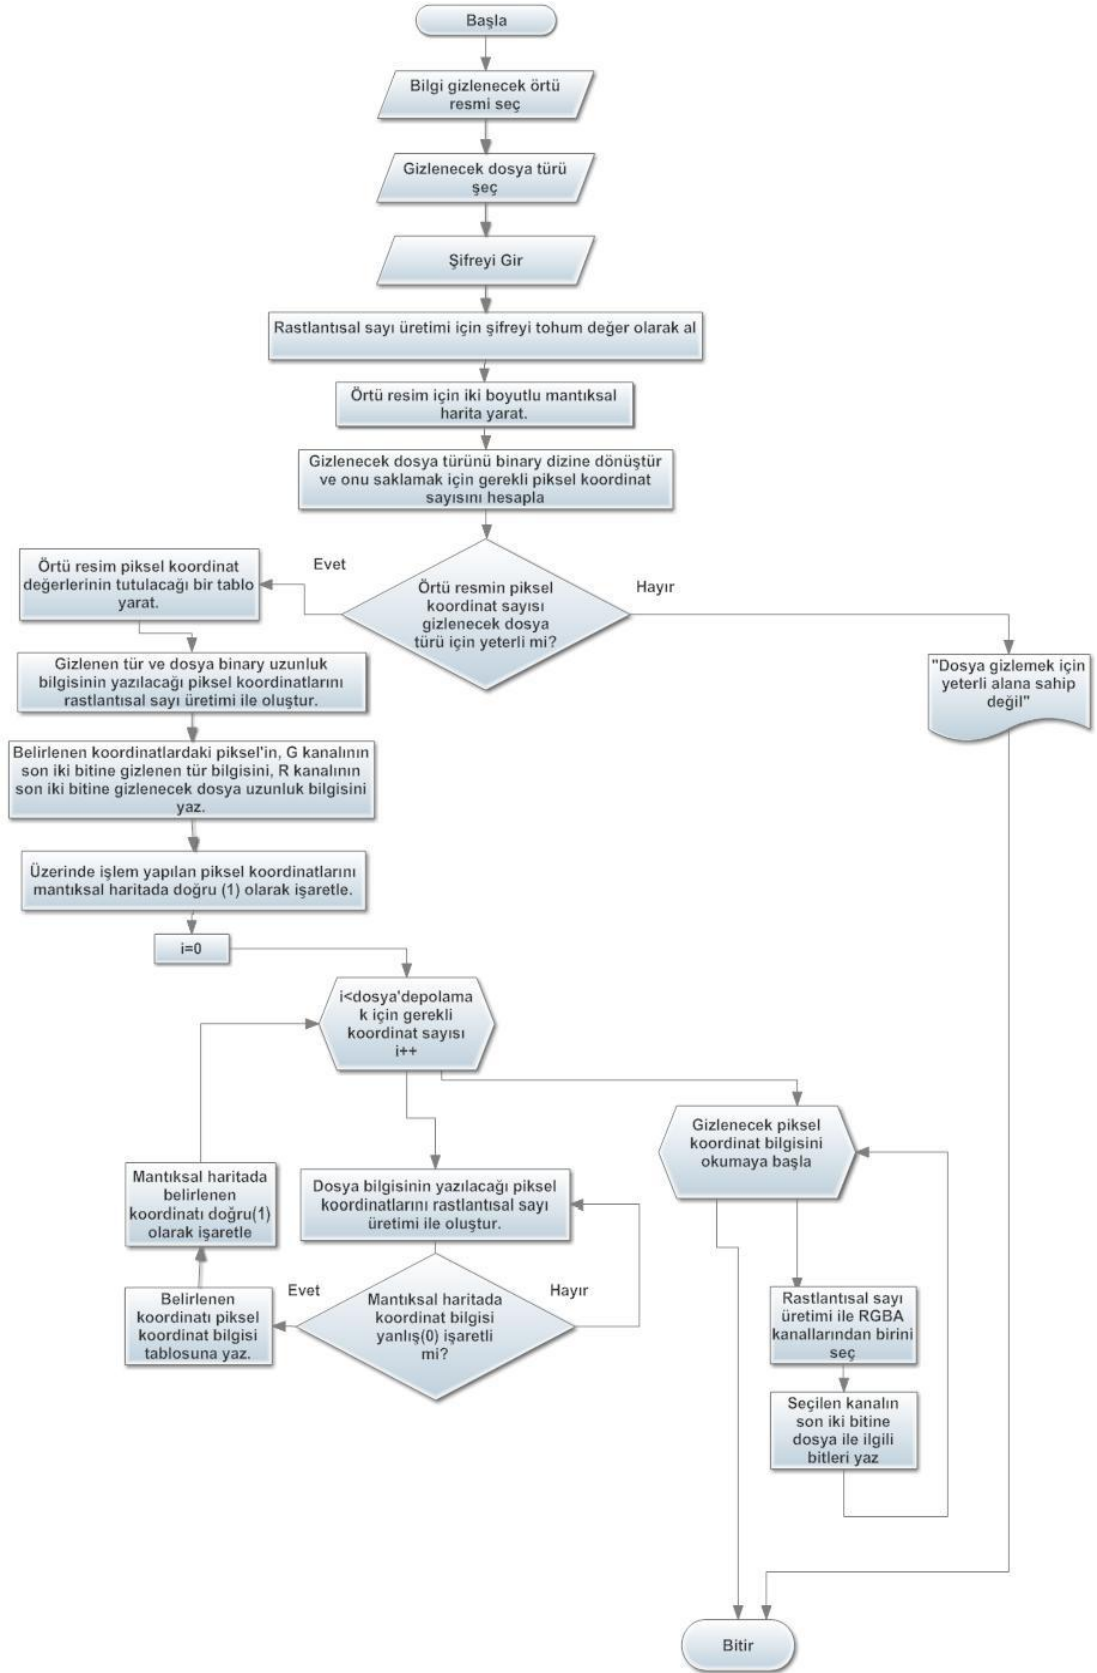 Başla
Bilgi gizlenecek örtü
resmi seç
Gizlenecek dosya türü
şeç
Şifreyi Gir
Rastlantısal sayı üretimi için şifreyi tohum değer olarak al
Örtü resim için iki boyutlu mantıksal
harita yarat.
Gizlenecek dosya türünü binary dizine dönüştür
ve onu saklamak için gerekli piksel koordinat
sayısını hesapla
Örtü resmin piksel
koordinat sayısı
gizlenecek dosya
türü için yeterli mi?
Evet
Hayır
Örtü resim piksel koordinat
değerlerinin tutulacağı bir tablo
yarat.
Gizlenen tür ve dosya binary uzunluk
bilgisinin yazılacağı piksel koordinatlarını
rastlantısal sayı üretimi ile oluştur.
"Dosya gizlemek için
yeterli alana sahip
değil"
Belirlenen koordinatlardaki piksel'in, G kanalının
son iki bitine gizlenen tür bilgisini, R kanalının
son iki bitine gizlenecek dosya uzunluk bilgisini
yaz.
Üzerinde işlem yapılan piksel koordinatlarını
mantıksal haritada doğru (1) olarak işaretle.
i=0
i<dosya'depolama
k için gerekli
koordinat sayısı
i++
Gizlenecek piksel
koordinat bilgisini
okumaya başla
Dosya bilgisinin yazılacağı piksel
koordinatlarını rastlantısal sayı
üretimi ile oluştur.
Mantıksal haritada
belirlenen
koordinatı doğru(1)
olarak işaretle
Mantıksal haritada
koordinat bilgisi
yanlış(0) işaretli
mi?
Evet
Hayır
Belirlenen
koordinatı piksel
koordinat bilgisi
tablosuna yaz.
Rastlantısal sayı
üretimi ile RGBA
kanallarından birini
seç
Seçilen kanalın
son iki bitine
dosya ile ilgili
bitleri yaz
Bitir